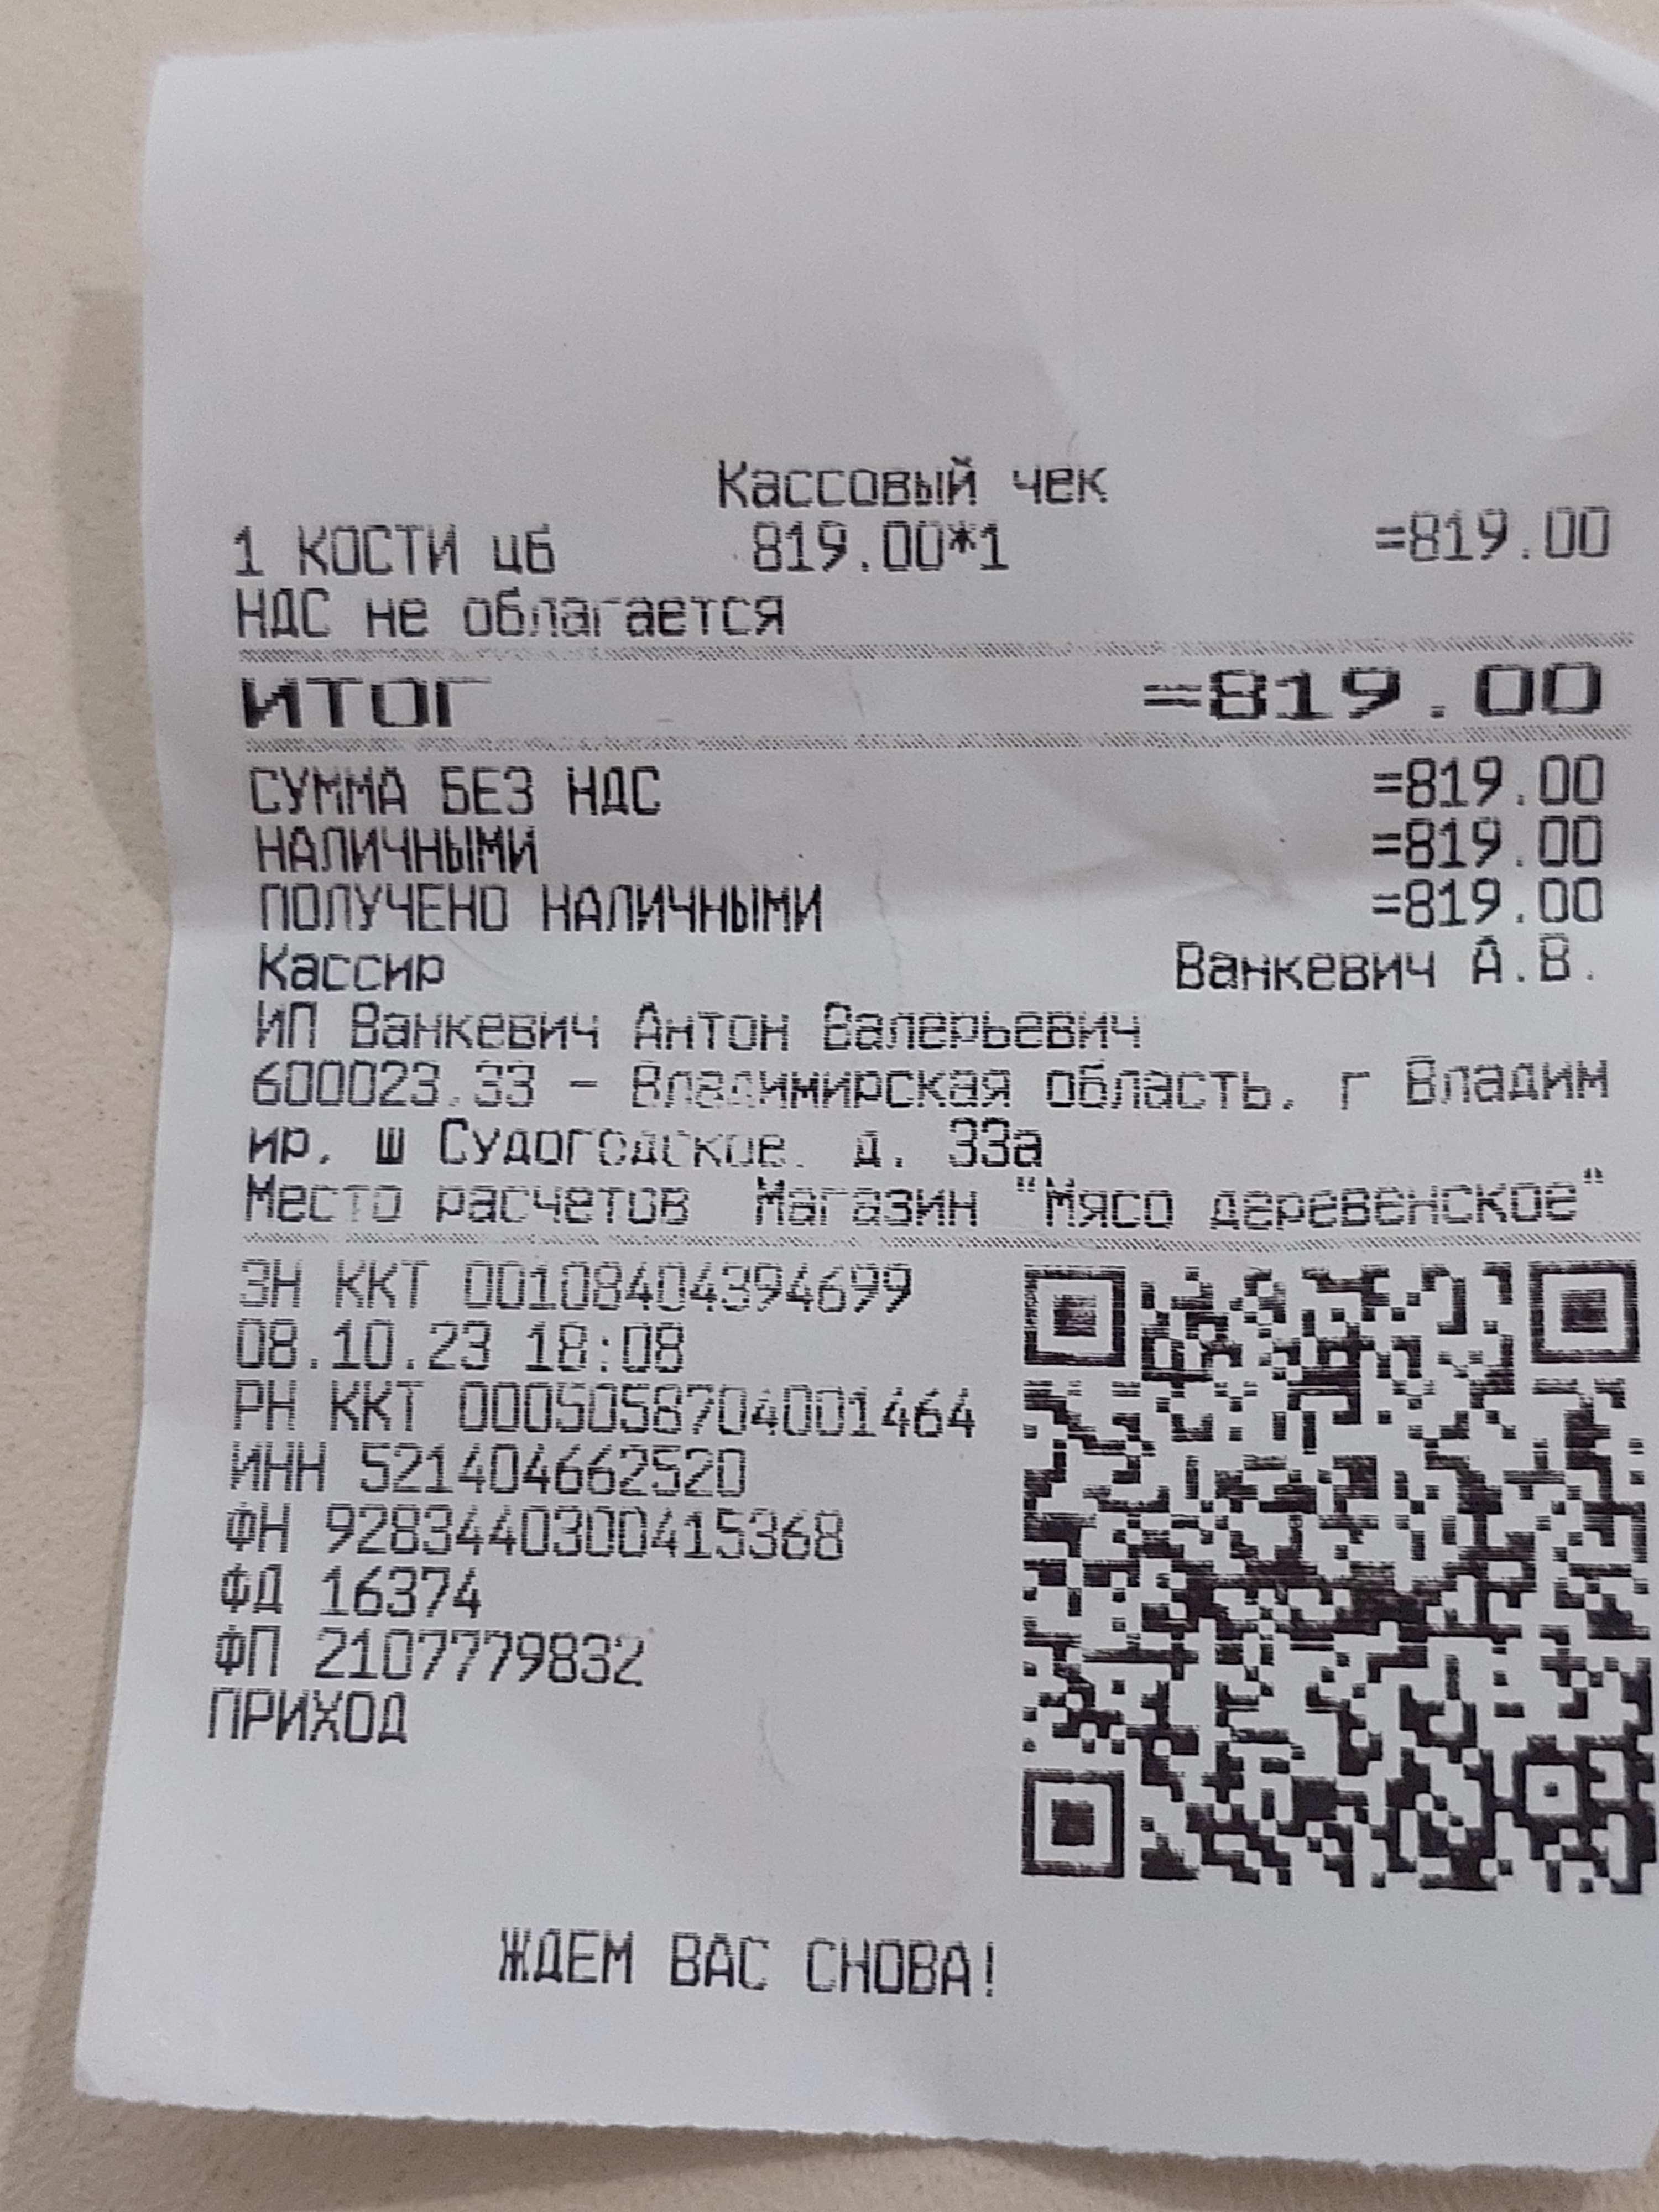 Кассовый чек
1 КОСТИ цб 819.00*1 =819.00
НДС не облагается
ИТОГ =819.00
СУММА БЕЗ НДС =819.00
НАЛИЧНЫМИ =819.00
ПОЛУЧЕНО НАЛИЧНЫМИ =819.00
Кассир Ванкевич А.В.
ИП Ванкевич Антон Валерьевич
600023,33 - Владимирская область, г Владим
ир, ш Судогодское, д. 33а
Место расчетов Магазин "Мясо деревенское"
ЗН ККТ 00108404394699
08.10.23 18:08
РН ККТ 0005058704001464
ИНН 521404662520
ФН 9283440300415368
ФД 16374
ФП 2107779832
ПРИХОД
ЖДЕМ ВАС СНОВА!